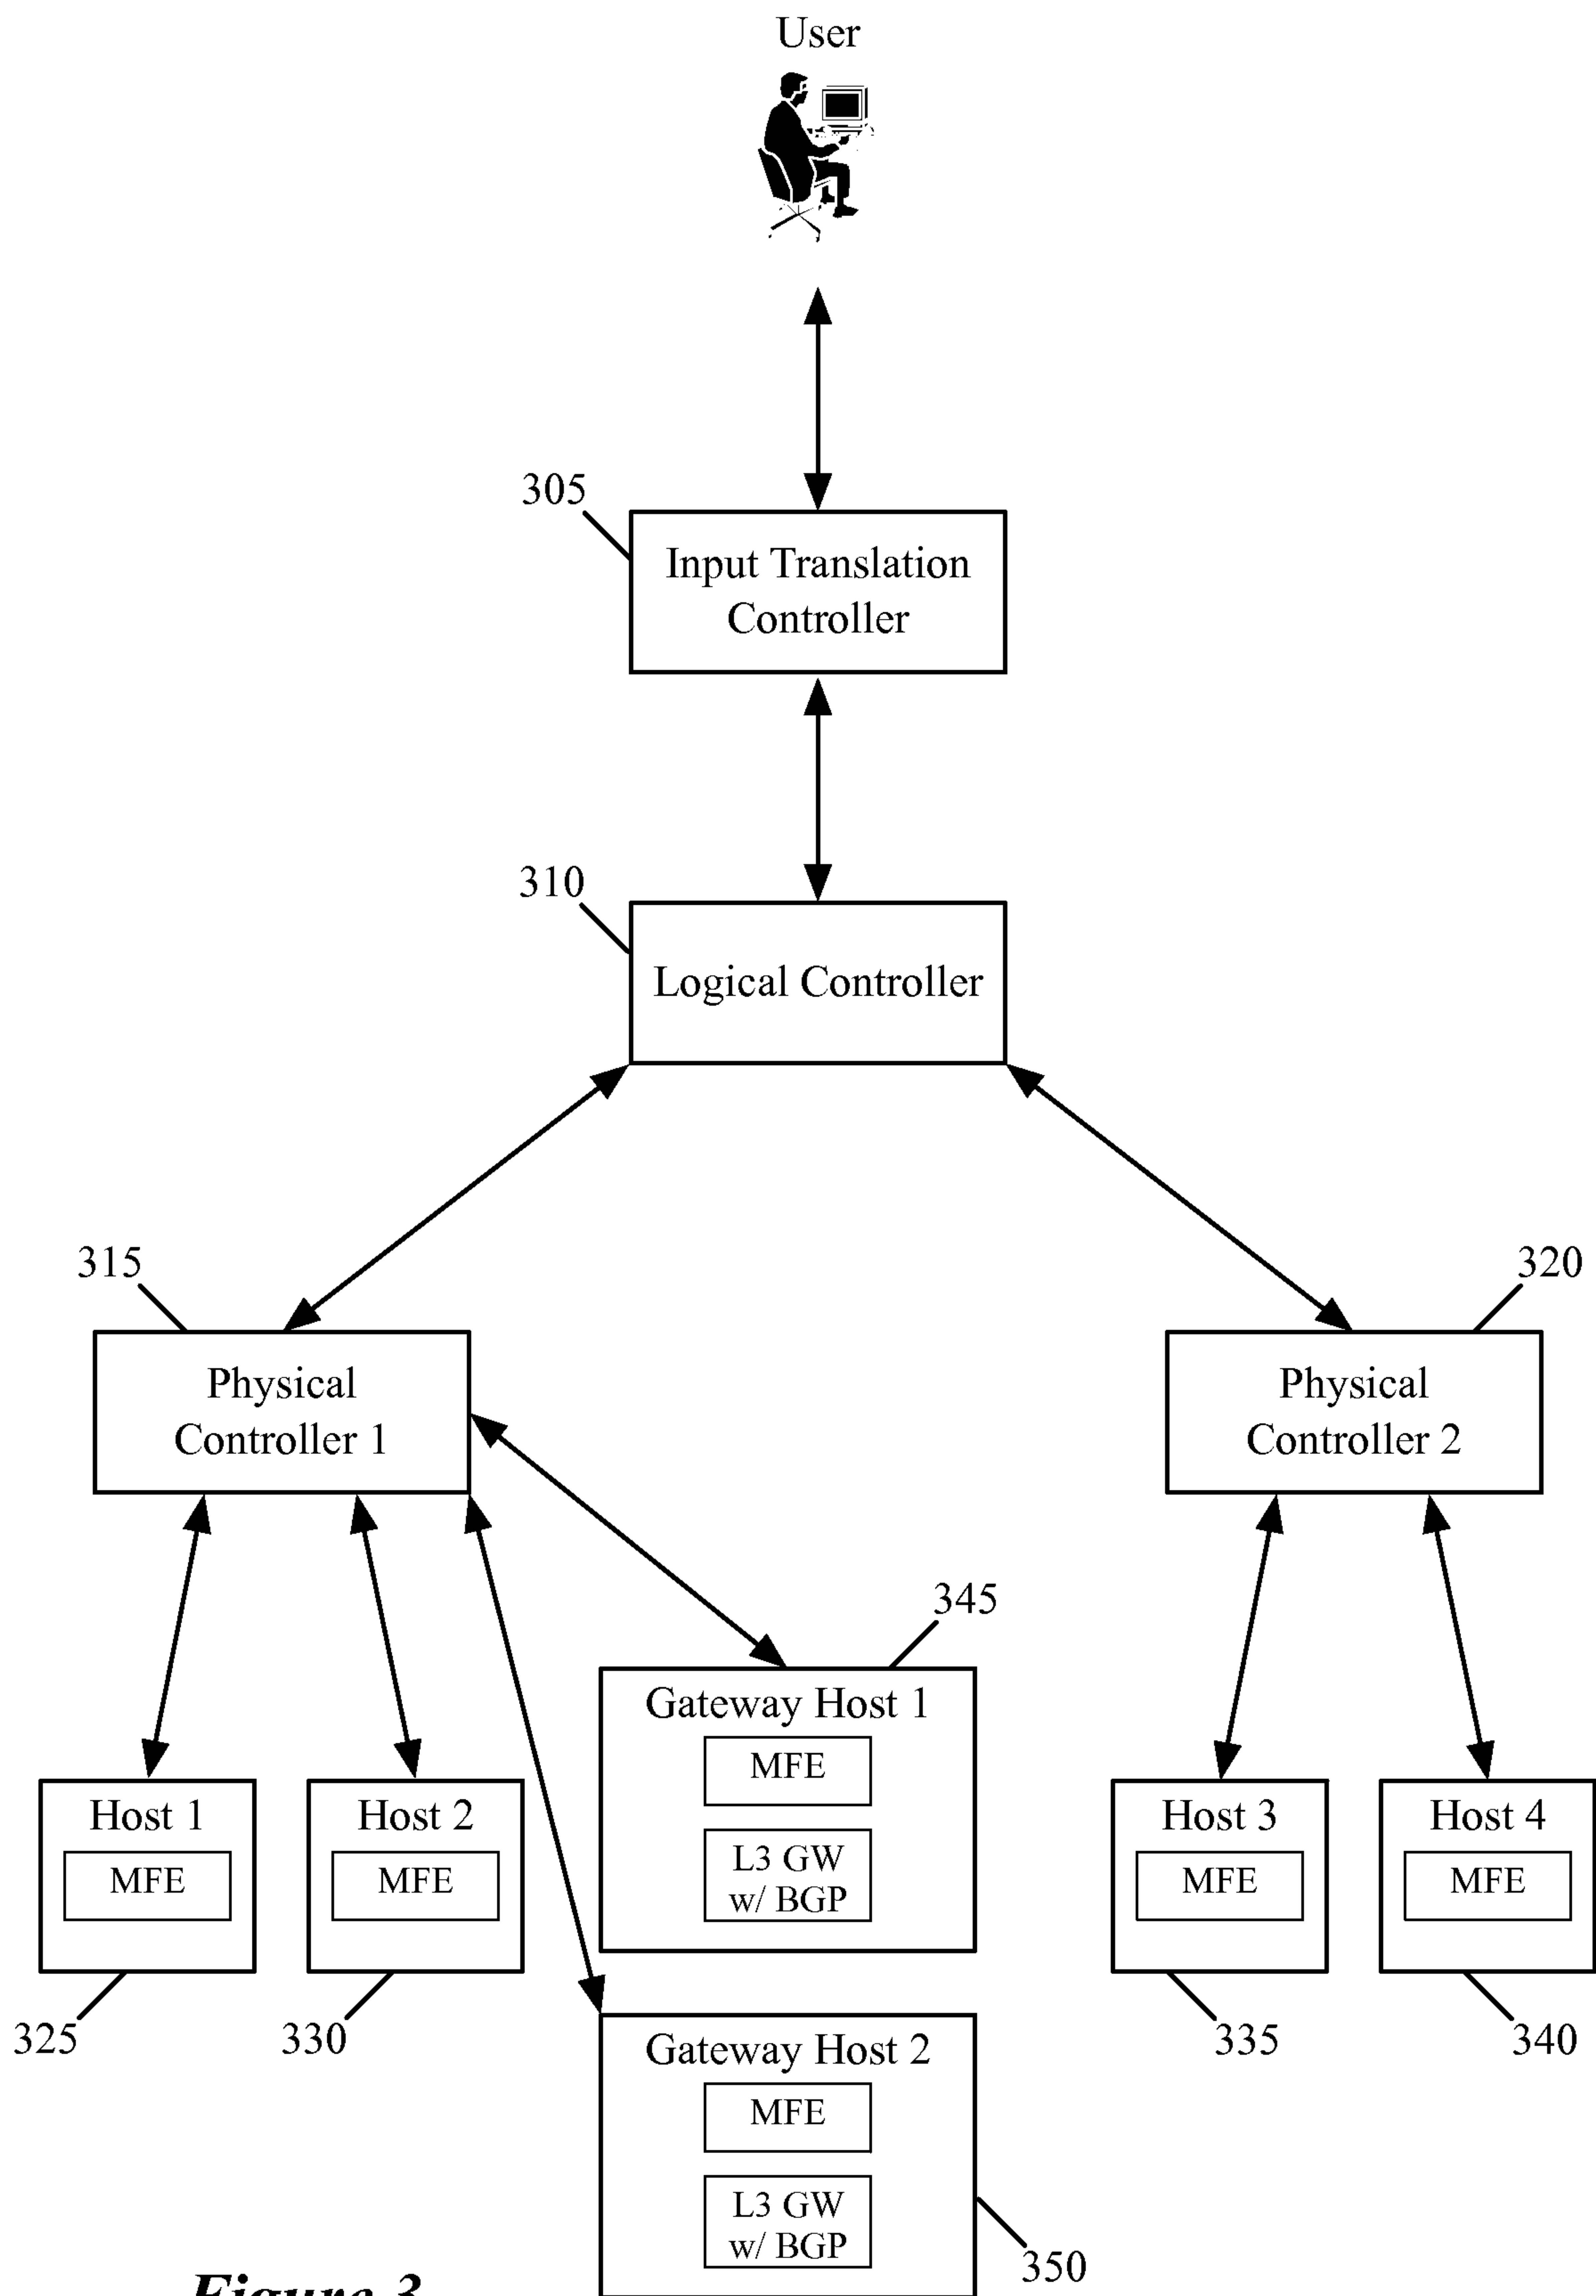 User
305
Input Translation
Controller
310
Logical Controller
315
320
Physical
Controller 1
Physical
Controller 2
345
Gateway Host 1
MFE
L3 GW
w/ BGP
Host 1
MFE
Host 2
MFE
Host 3
MFE
Host 4
MFE
325
330
335
340
Gateway Host 2
MFE
L3 GW
w/ BGP
350
Figure 3